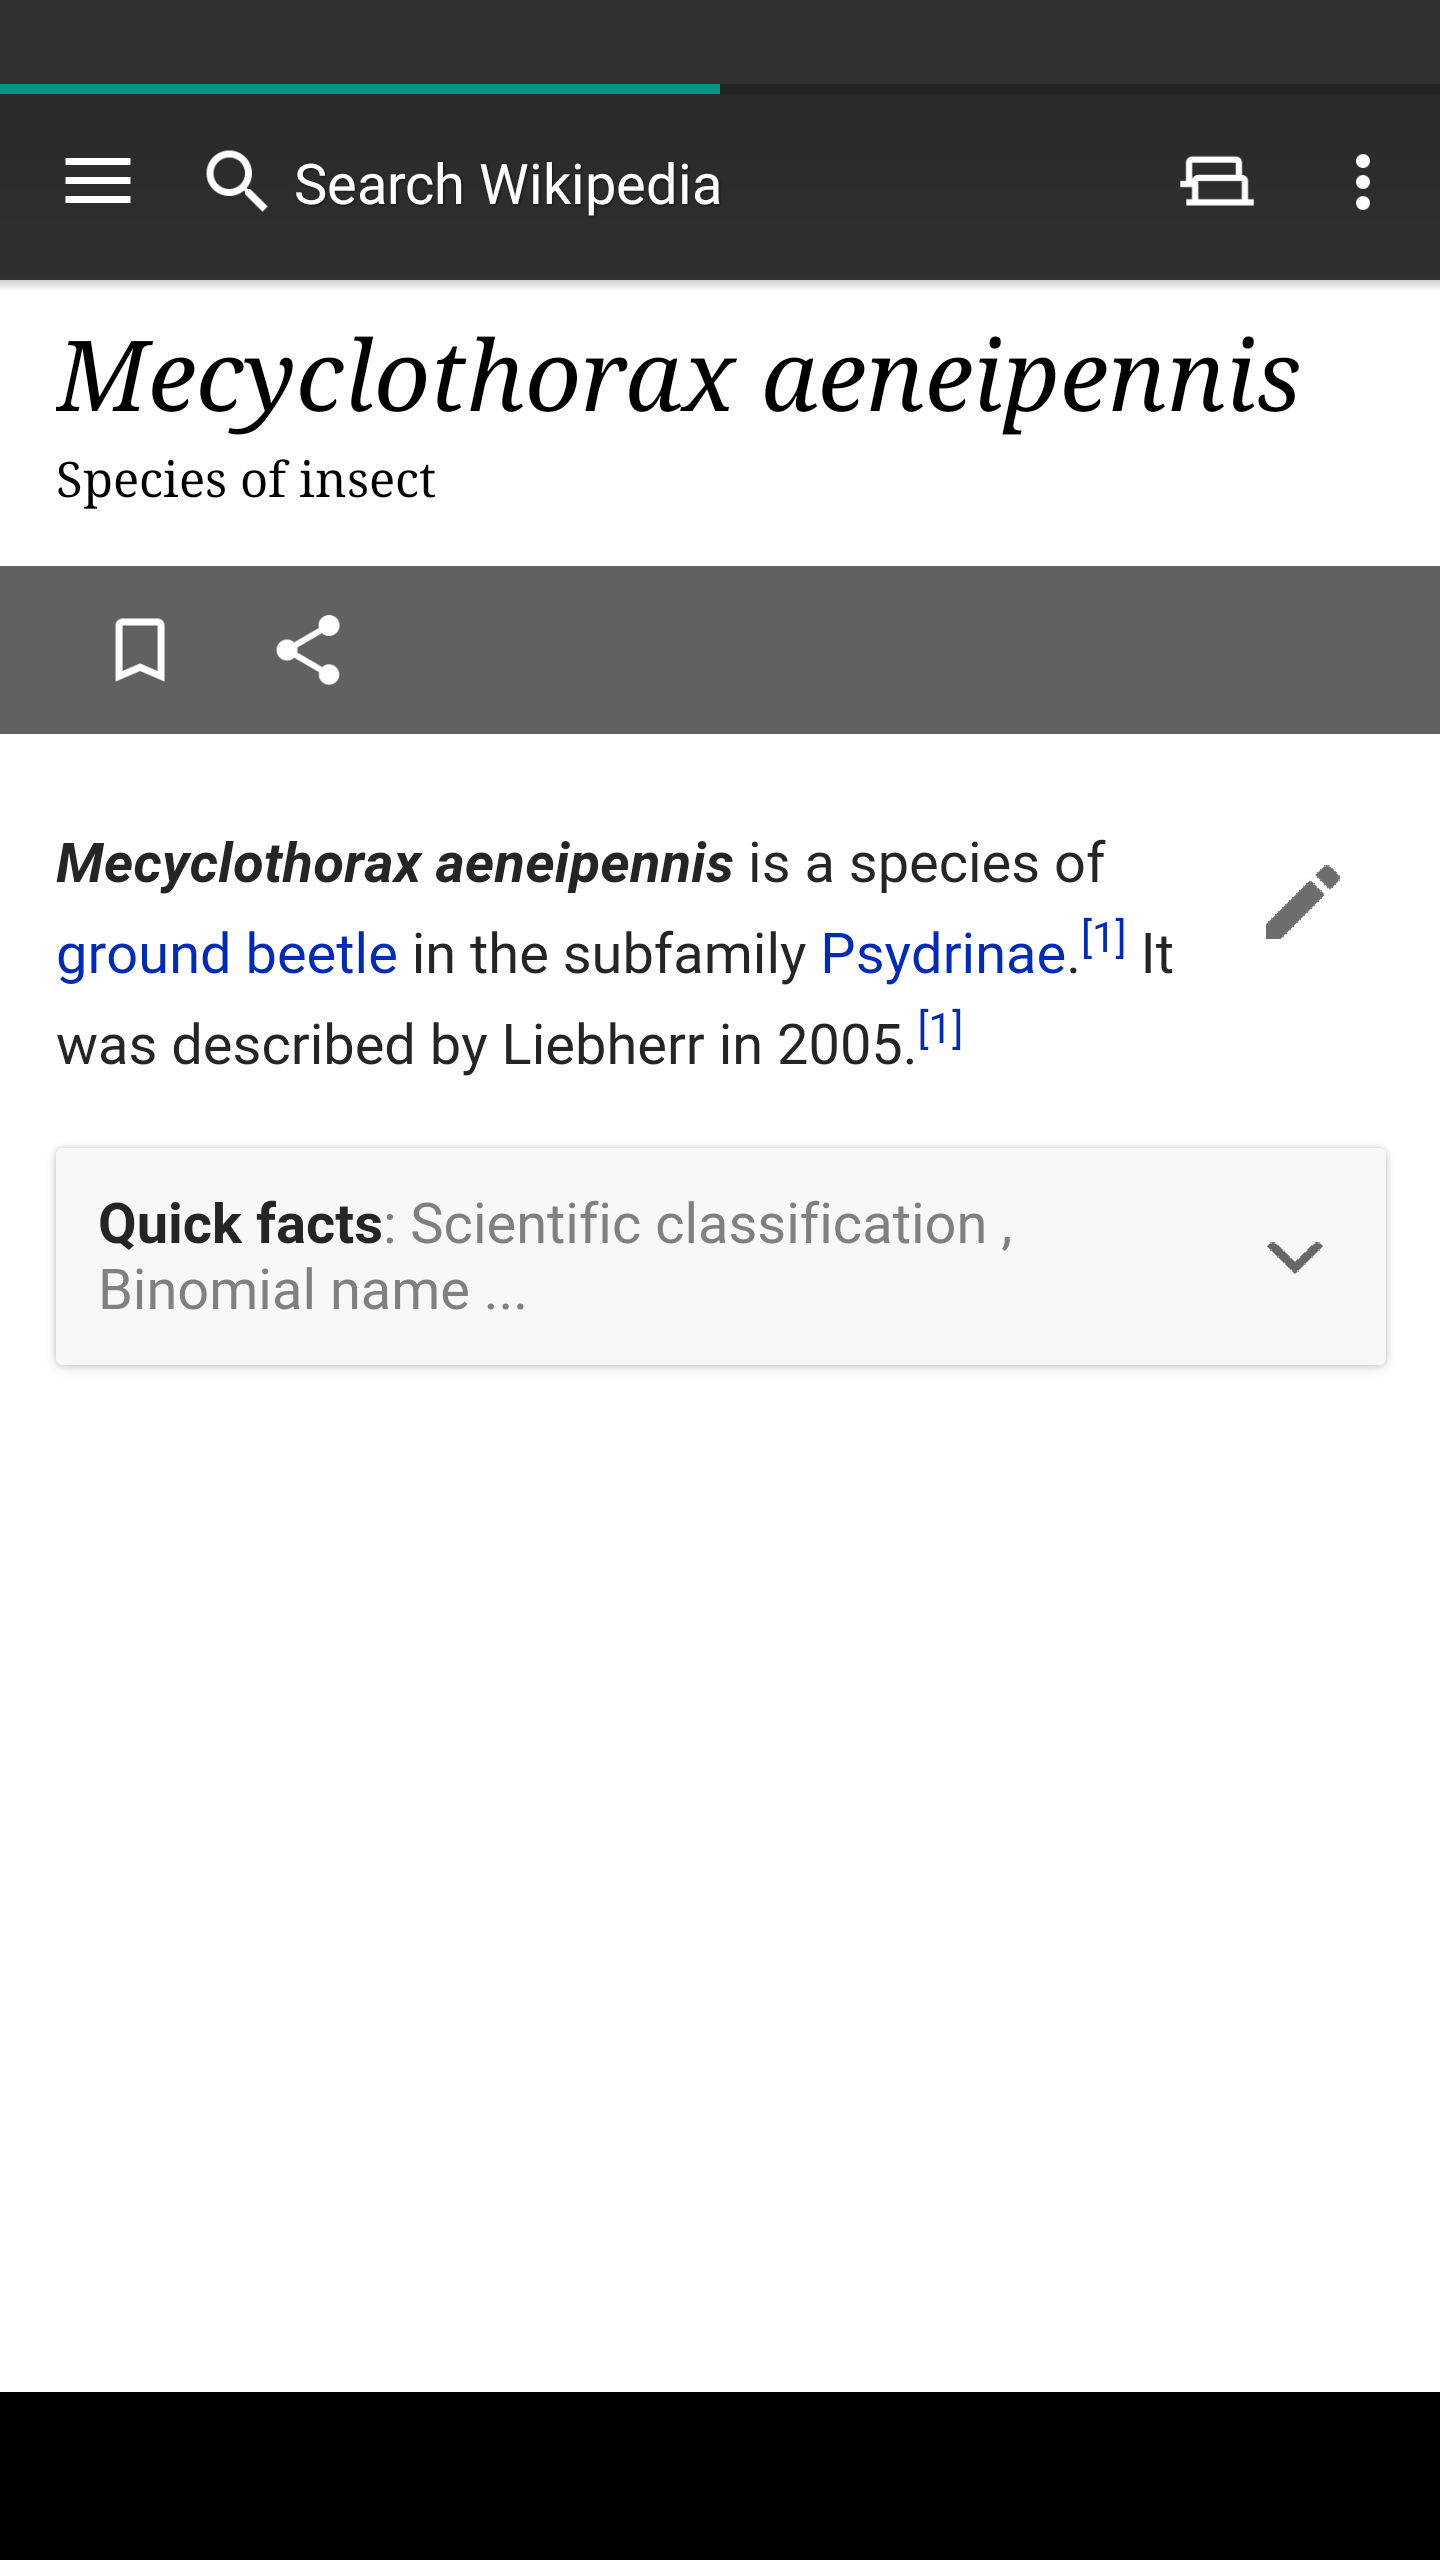 Search Wikipedia
Mecyclothorax aeneipennis
Species of insect
Mecyclothorax aeneipennis is a species of
ground beetle in the subfamily Psydrinae.[1] It
was described by Liebherr in 2005.[1]
Quick facts: Scientific classification ,
Binomial name ...